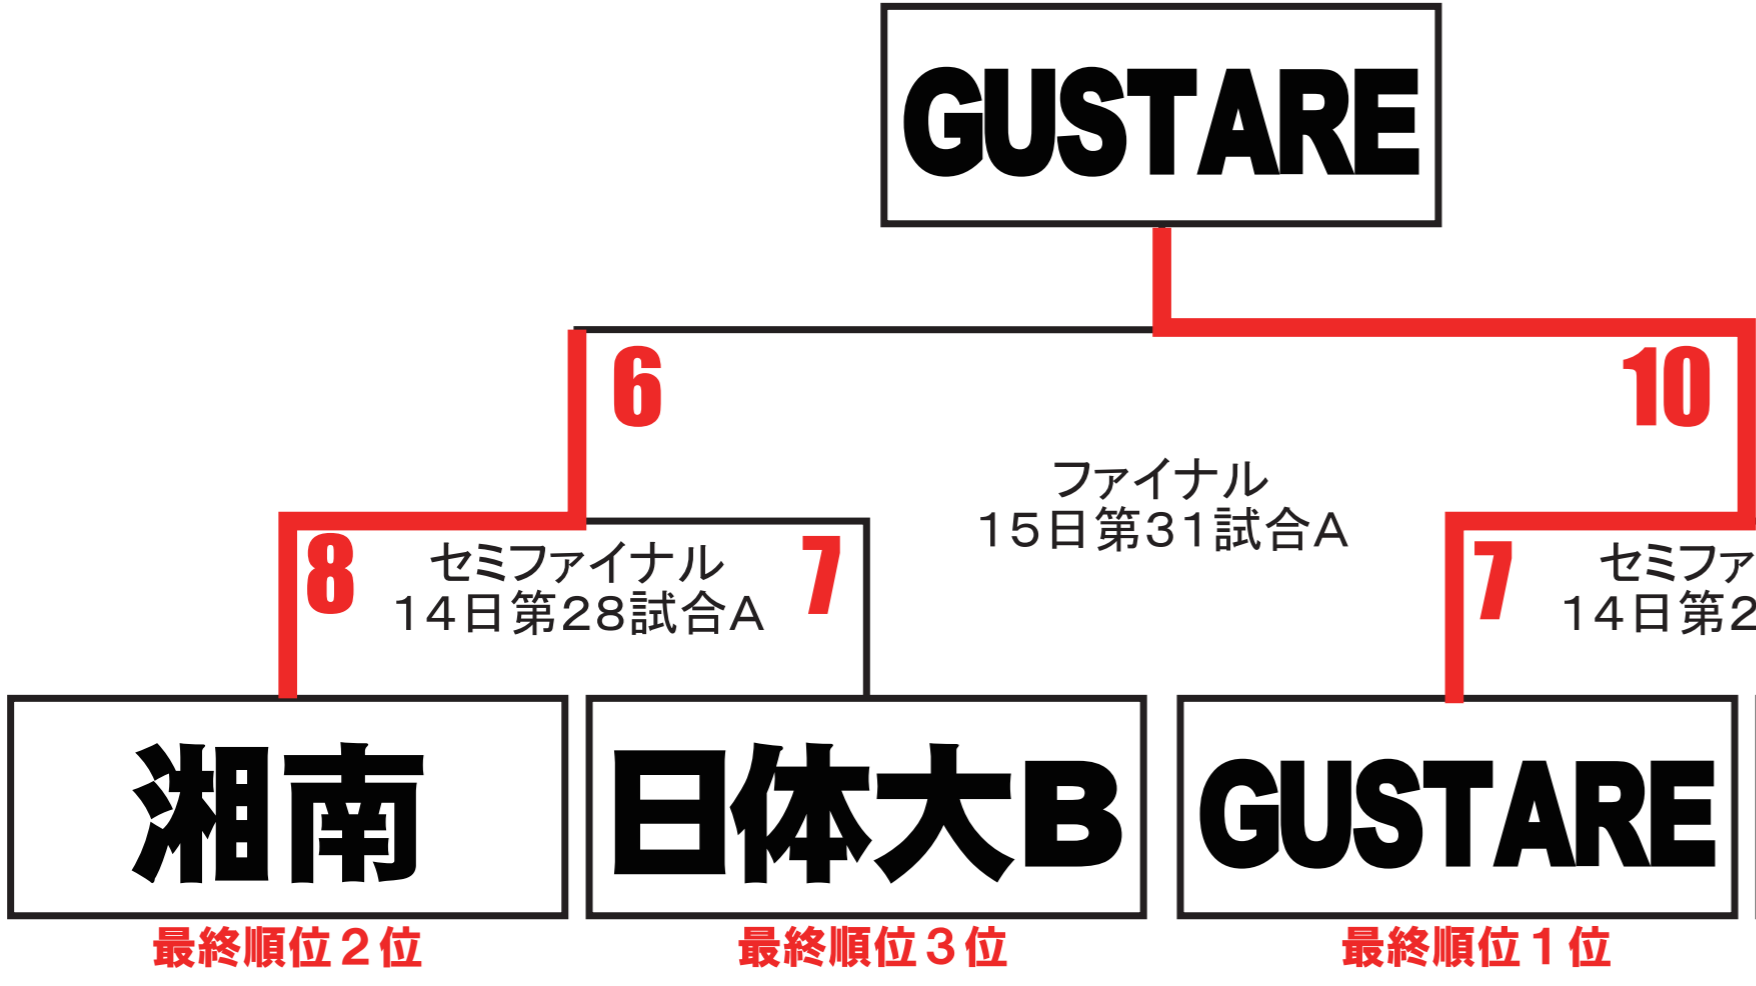 GUSTARE
6
10
ファイナル
15日第31試合A
8
セミファイナル
14日第28試合A
7
7
セミファ
14日第2
湘南
日体大B
GUSTARE
最終順位2位
最終順位3位
最終順位1位